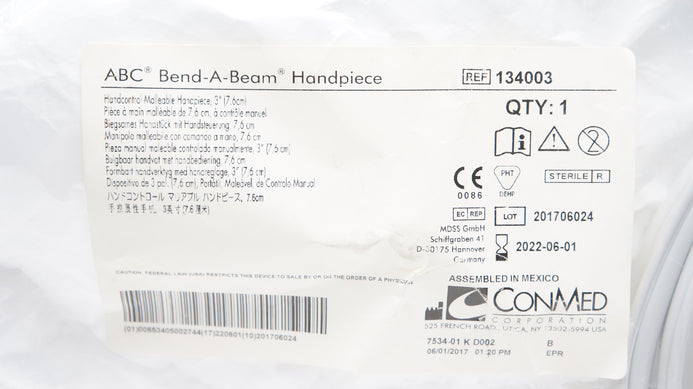 ABC® Bend-A-Beam® Handpiece
REF 134003
Handcontrol Malleable Handpiece, 3" (7.6cm)
Pièce à main malléable de 7,6 cm, à contrôle manuel
Biegsames Handstück mit Handsteuerung, 7,6 cm
Manipolo malleabile con comando a mano, 7,6 cm
Pieza manual maleable controlada manualmente, 3" (7,6 cm)
Buigbaar handvat met handbediening, 7,6 cm
Formbart handverktyg med handreglage, 3" (7,6 cm)
Dispositivo de 3 pol. (7,6 cm), Portátil, Maleável, de Controlo Manual
ハンドコントロール マリアブル ハンドピース, 7.6cm
3英寸(7.6厘米)
QTY: 1
i
2
CE
0086
PHT
DEHP
STERILE R
EC REP
LOT 201706024
MDSS GmbH
Schiffgraben 41
D-30175 Hannover
Germany
2022-06-01
CAUTION: FEDERAL LAW (USA) RESTRICTS THIS DEVICE TO SALE BY OR ON THE ORDER OF A PHYSICIAN.
ASSEMBLED IN MEXICO
CONMED
CORPORATION
525 FRENCH ROAD, UTICA, NY 13502-5994 USA
(01)00653405002744(17)220601(10)201706024
7534-01 K D002 B
06/01/2017 01:20 PM EPR